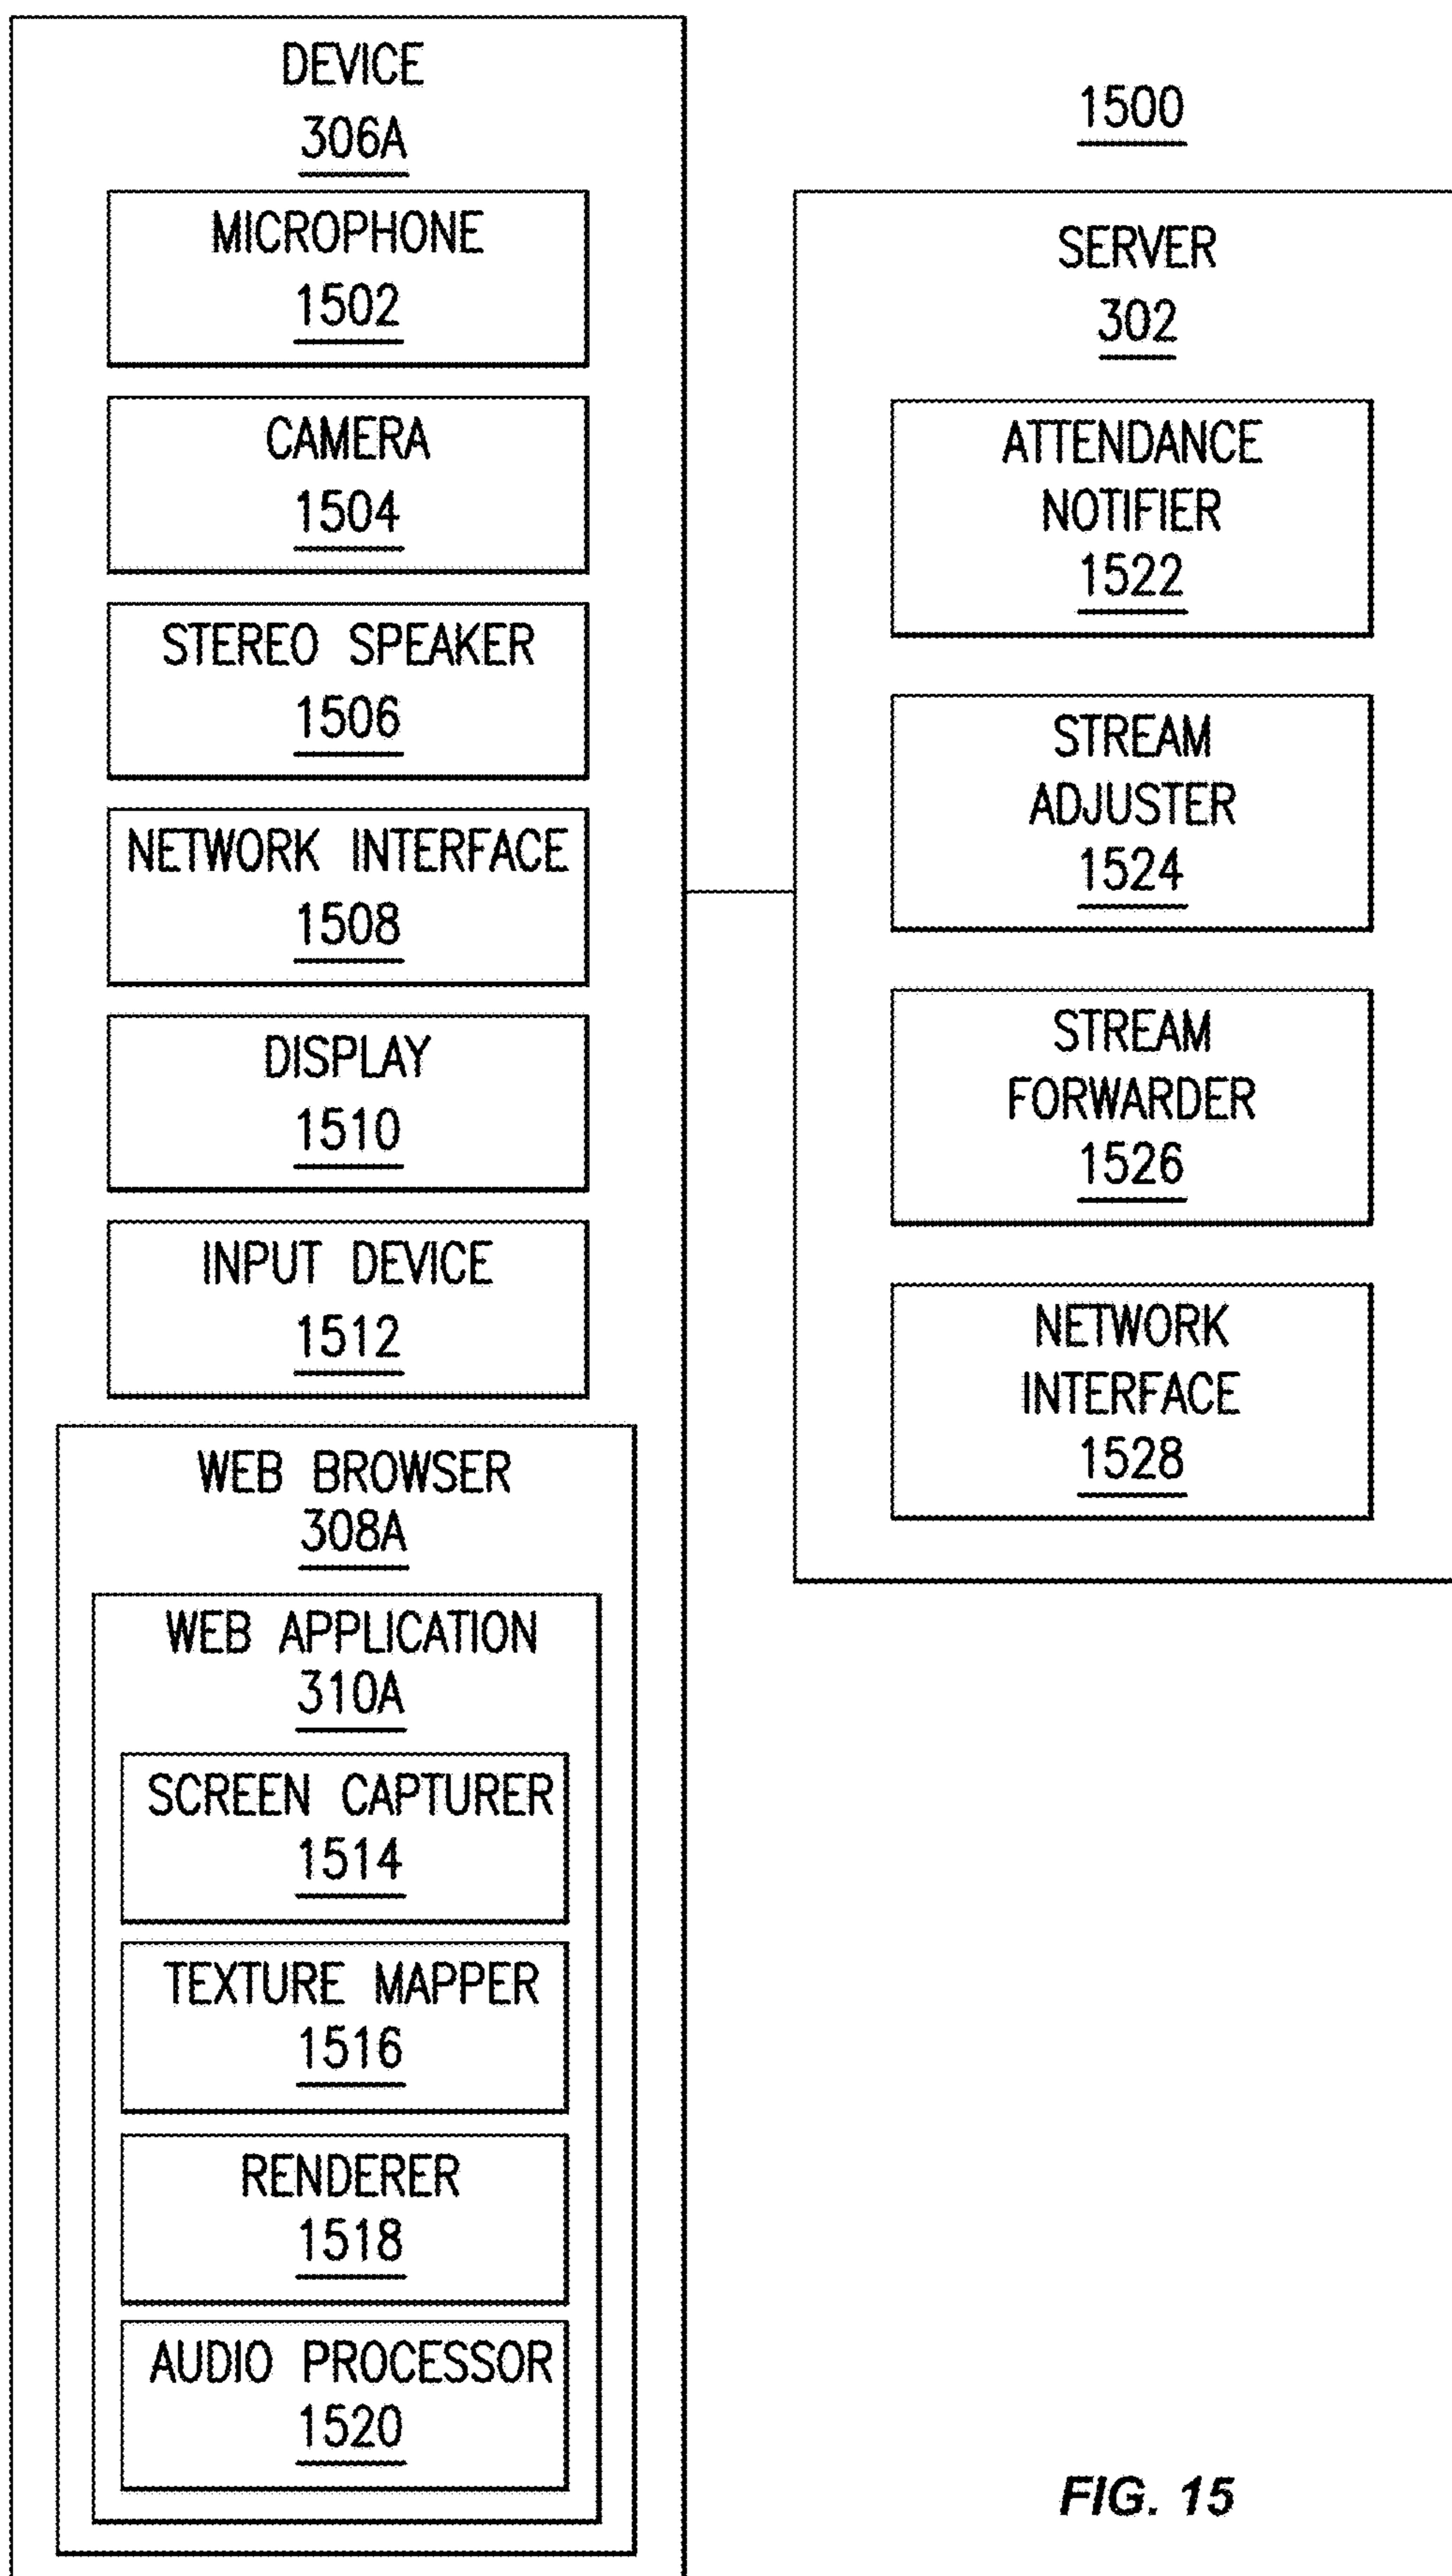 DEVICE
306A
MICROPHONE
1502
CAMERA
1504
STEREO SPEAKER
1506
NETWORK INTERFACE
1508
DISPLAY
1510
INPUT DEVICE
1512
WEB BROWSER
308A
WEB APPLICATION
310A
SCREEN CAPTURER
1514
TEXTURE MAPPER
1516
RENDERER
1518
AUDIO PROCESSOR
1520
1500
SERVER
302
ATTENDANCE
NOTIFIER
1522
STREAM
ADJUSTER
1524
STREAM
FORWARDER
1526
NETWORK
INTERFACE
1528
FIG. 15